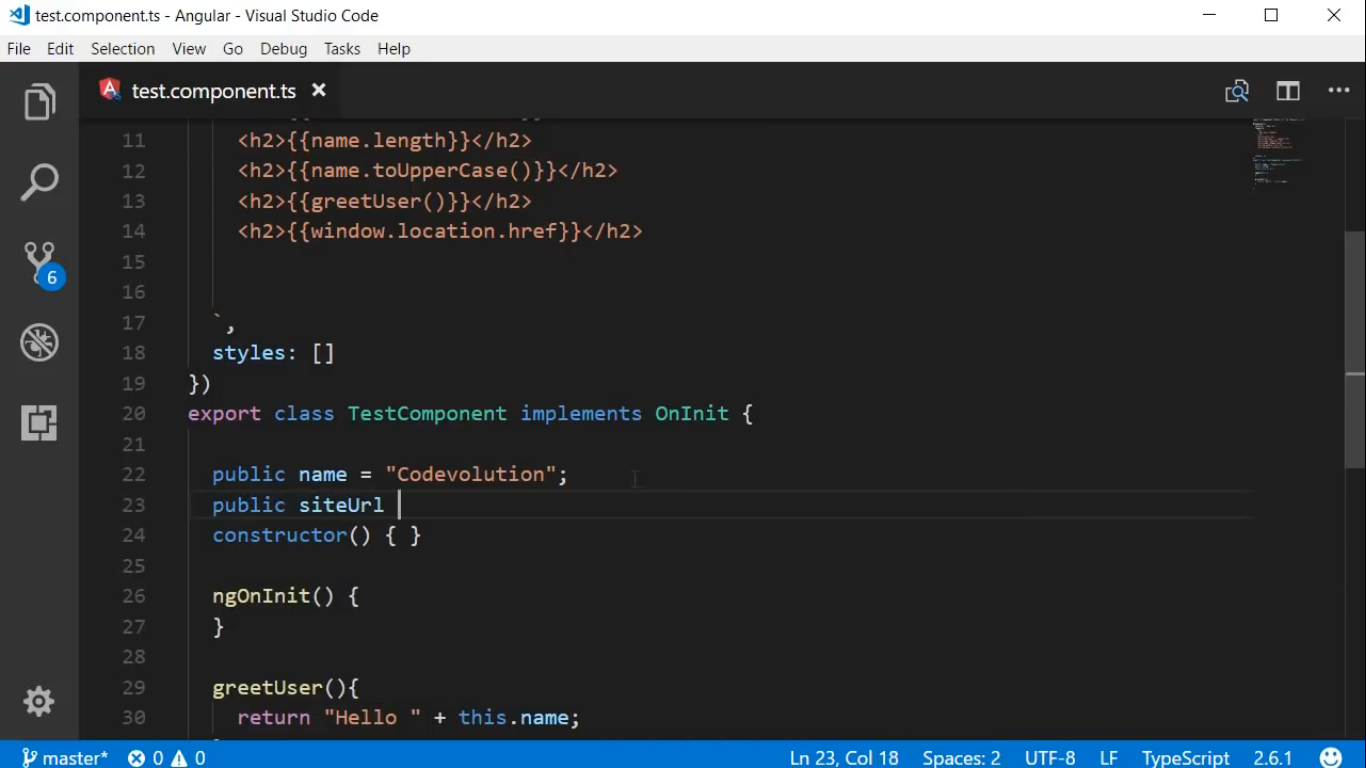 test.component.ts - Angular - Visual Studio Code
File Edit Selection View Go Debug Tasks Help
test.component.ts
11 <h2>{{name.length}}</h2>
12 <h2>{{name.toUpperCase()}}</h2>
13 <h2>{{greetUser()}}</h2>
14 <h2>{{window.location.href}}</h2>
15
16
17 `,
18 styles: []
19 })
20 export class TestComponent implements OnInit {
21
22 public name = "Codevolution";
23 public siteUrl
24 constructor() { }
25
26 ngOnInit() {
27 }
28
29 greetUser(){
30 return "Hello " + this.name;
6
master* 0 0 Ln 23, Col 18 Spaces: 2 UTF-8 LF TypeScript 2.6.1